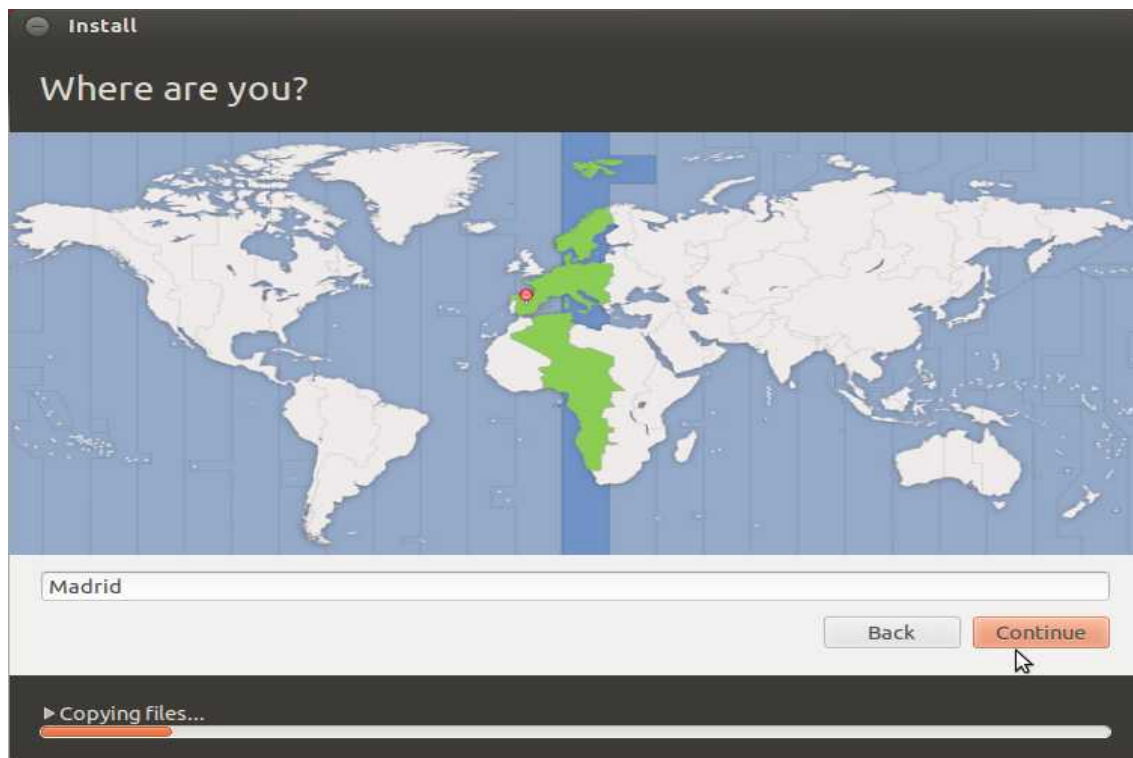 Install
Where are you?
Madrid
Back
Continue
Copying files...